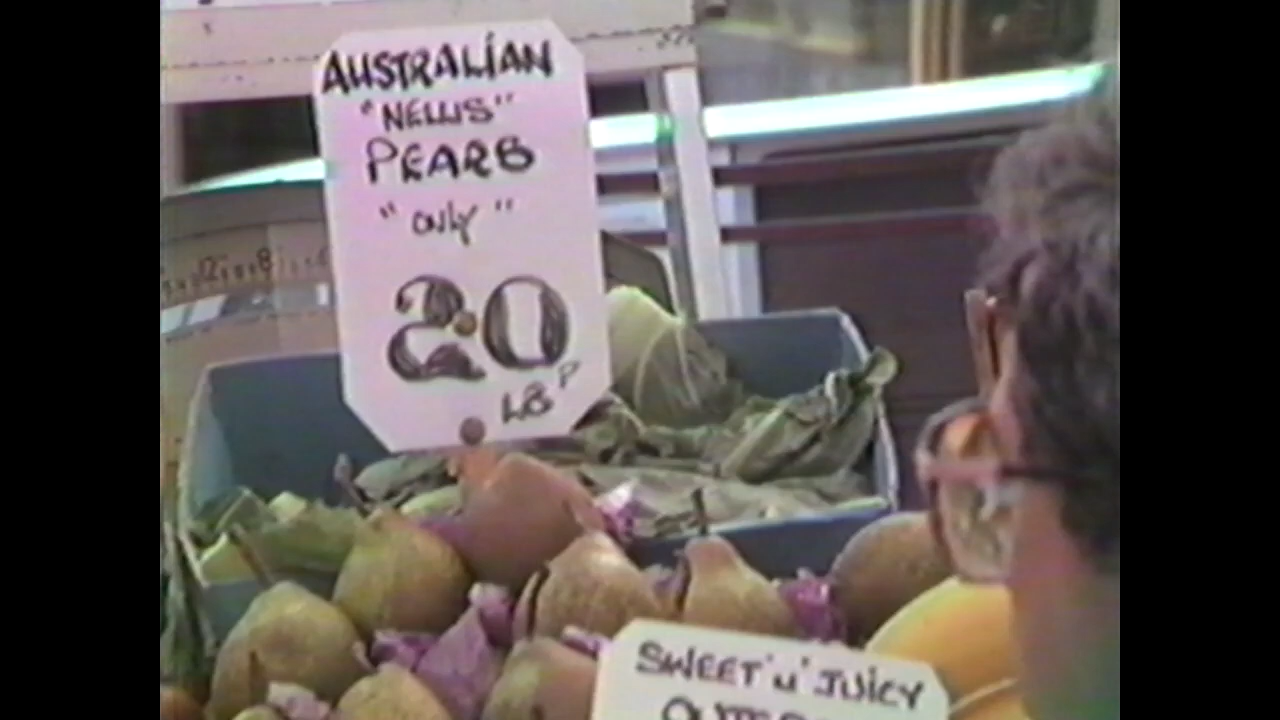 AUSTRALIAN
"NELLIS"
PEARS
"ONLY"
20
LB P
SWEET 'N' JUICY